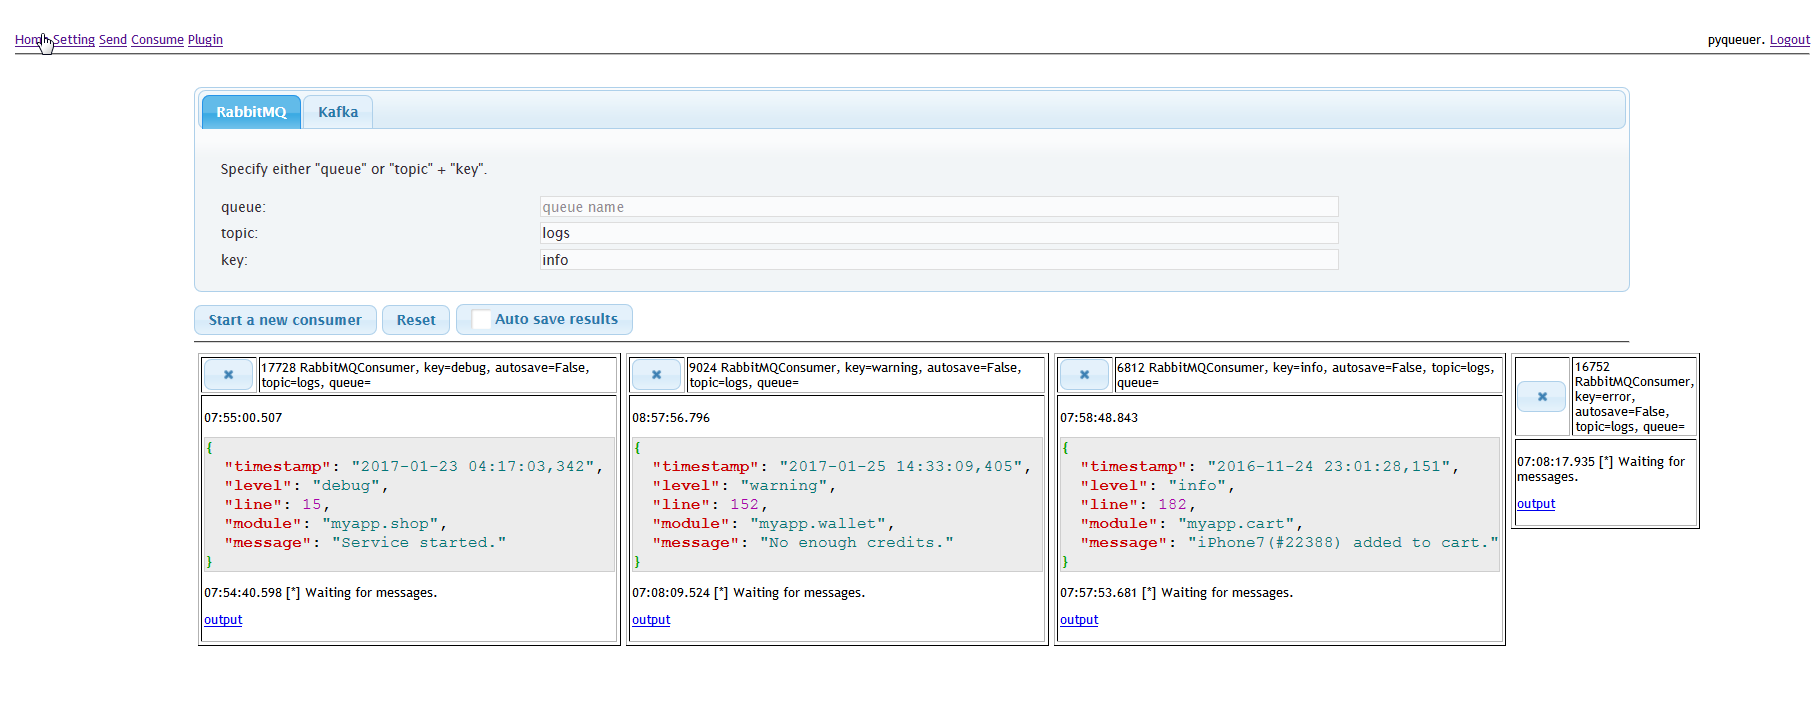 Home Setting Send Consume Plugin
pyqueuer. Logout
RabbitMQ Kafka
Specify either "queue" or "topic" + "key".
queue: queue name
topic: logs
key: info
Start a new consumer Reset Auto save results
17728 RabbitMQConsumer, key=debug, autosave=False,
topic=logs, queue=
07:55:00.507
{
"timestamp": "2017-01-23 04:17:03,342",
"level": "debug",
"line": 15,
"module": "myapp.shop",
"message": "Service started."
}
07:54:40.598 [*] Waiting for messages.
output
9024 RabbitMQConsumer, key=warning, autosave=False,
topic=logs, queue=
08:57:56.796
{
"timestamp": "2017-01-25 14:33:09,405",
"level": "warning",
"line": 152,
"module": "myapp.wallet",
"message": "No enough credits."
}
07:08:09.524 [*] Waiting for messages.
output
6812 RabbitMQConsumer, key=info, autosave=False, topic=logs,
queue=
07:58:48.843
{
"timestamp": "2016-11-24 23:01:28,151",
"level": "info",
"line": 182,
"module": "myapp.cart",
"message": "iPhone7(#22388) added to cart."
}
07:57:53.681 [*] Waiting for messages.
output
16752
RabbitMQConsumer,
key=error,
autosave=False,
topic=logs, queue=
07:08:17.935 [*] Waiting for
messages.
output